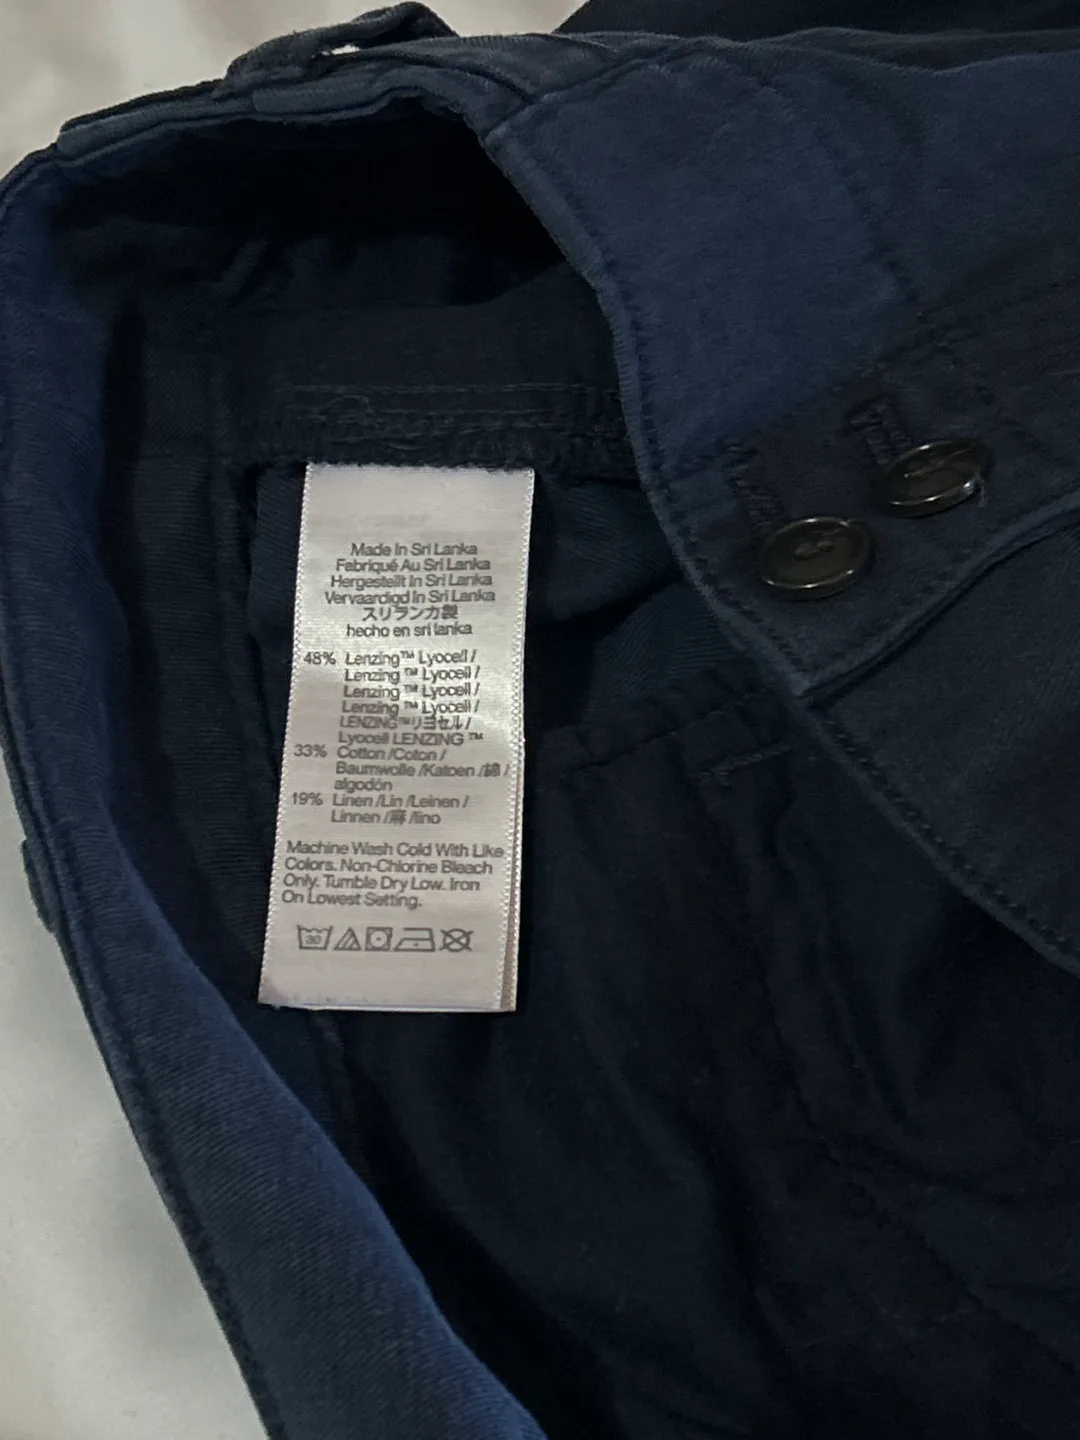 Made In Sri Lanka
Fabriqué Au Sri Lanka
Hergestellt In Sri Lanka
Vervaardigd In Sri Lanka
スリランカ製
hecho en sri lanka
48% Lenzing™ Lyocell /
Lenzing ™ Lyocell /
Lenzing ™ Lyocell /
Lenzing ™ Lyocell /
LENZING™リヨセル /
Lyocell LENZING ™
33% Cotton /Coton /
Baumwolle /Katoen /綿 /
algodón
19% Linen /Lin /Leinen /
Linnen /麻 /lino
Machine Wash Cold With Like
Colors. Non-Chlorine Bleach
Only. Tumble Dry Low. Iron
On Lowest Setting.
30